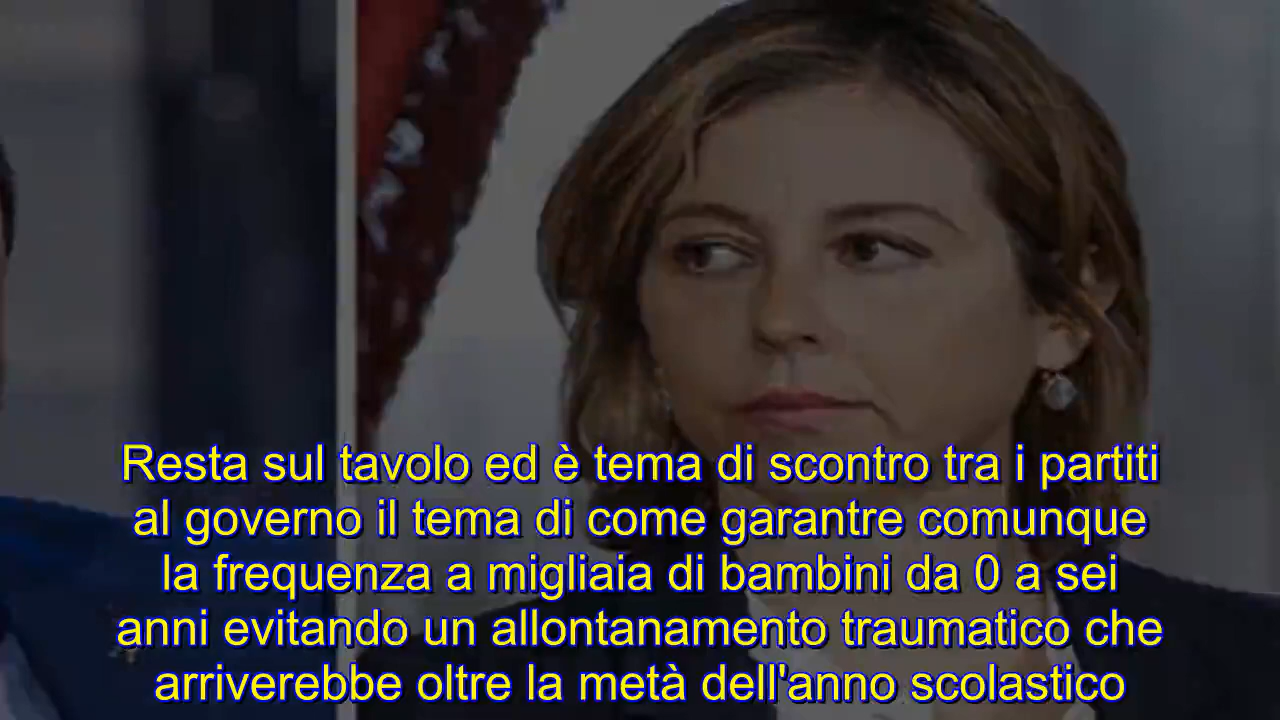 Resta sul tavolo ed è tema di scontro tra i partiti
al governo il tema di come garantre comunque
la frequenza a migliaia di bambini da 0 a sei
anni evitando un allontanamento traumatico che
arriverebbe oltre la metà dell'anno scolastico